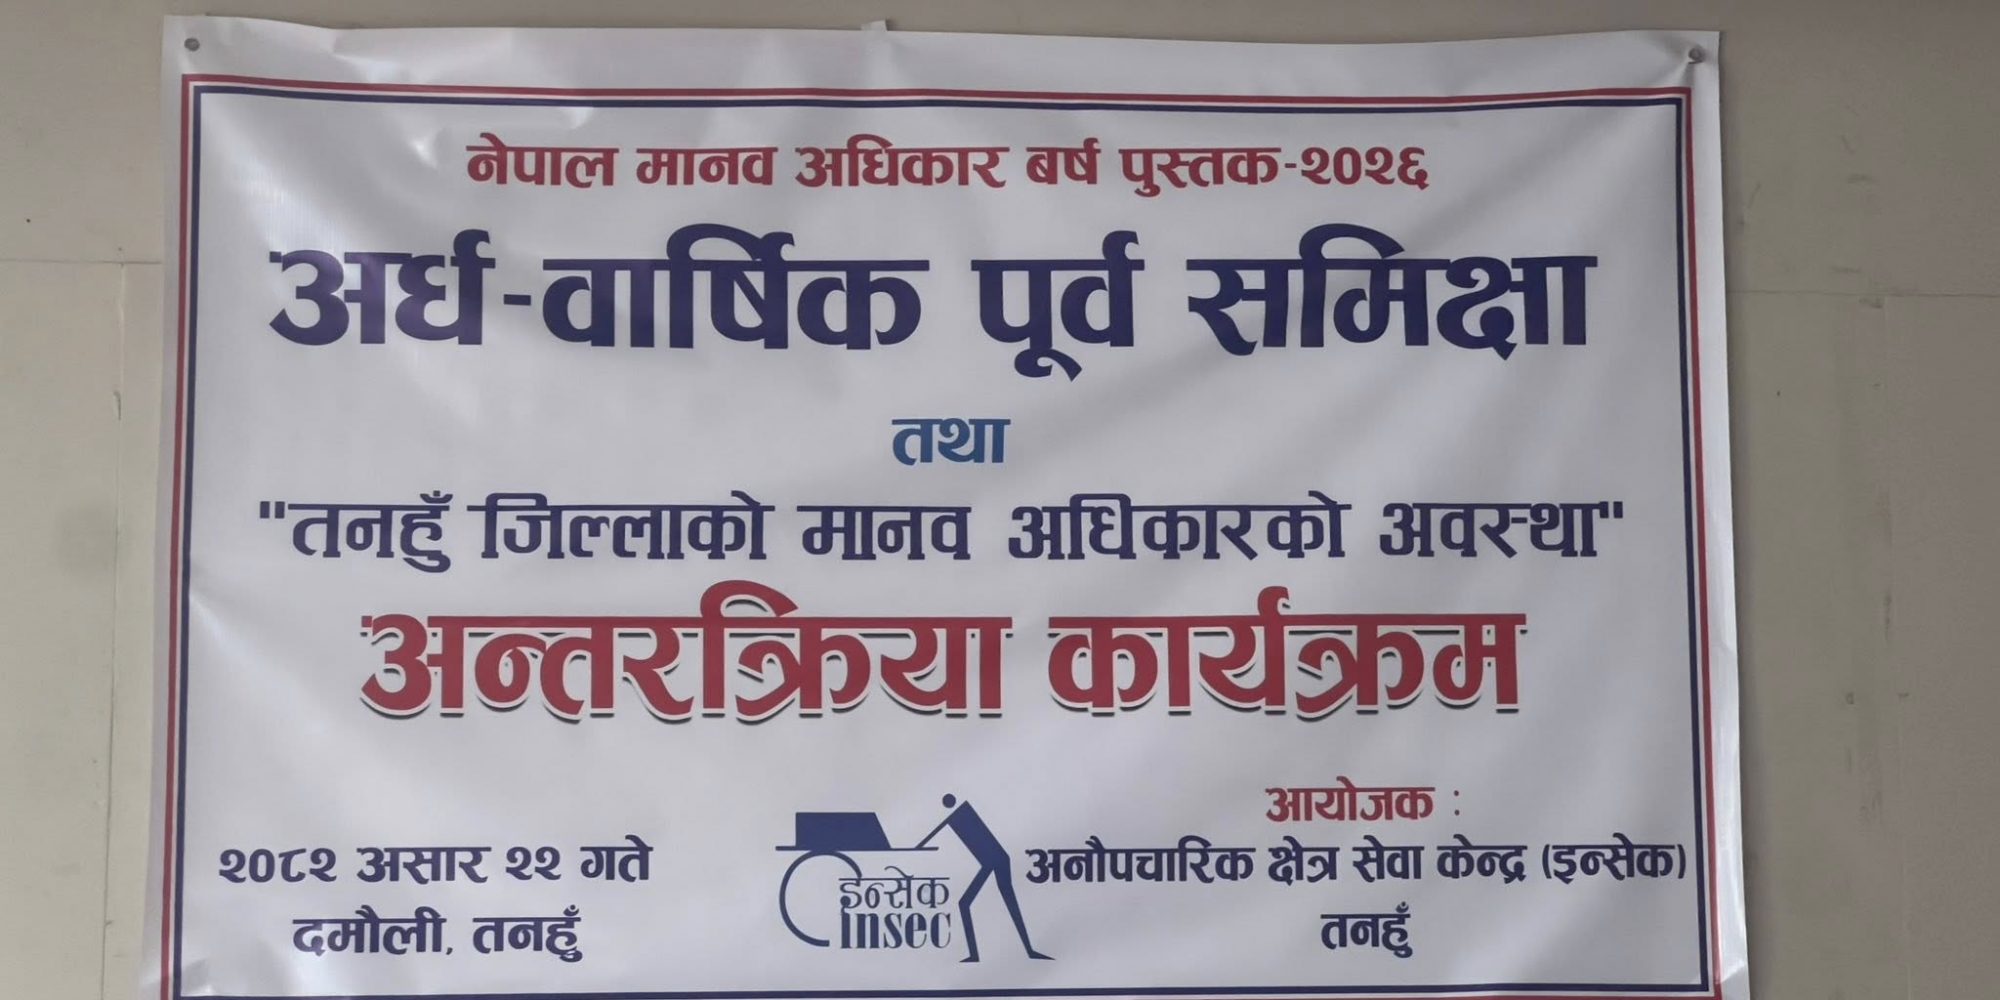 नेपाल मानव अधिकार बर्ष पुस्तक-२०२६
अर्ध-वार्षिक पूर्व समिक्षा
तथा
"तनहुँ जिल्लाको मानव अधिकारको अवस्था"
अन्तरक्रिया कार्यक्रम
आयोजक :
२०८२ असार २२ गते
दमौली, तनहुँ
इन्सेक
insec
अनौपचारिक क्षेत्र सेवा केन्द्र (इन्सेक)
तनहुँ